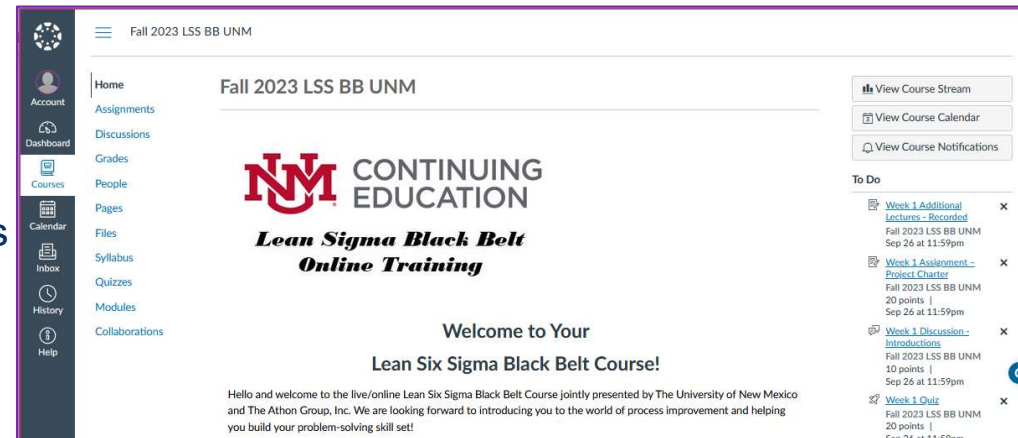 Fall 2023 LSS BB UNM
Account
Dashboard
Courses
Calendar
Inbox
History
Help
Home
Assignments
Discussions
Grades
People
Pages
Files
Syllabus
Quizzes
Modules
Collaborations
Fall 2023 LSS BB UNM
UNM CONTINUING
EDUCATION
Lean Sigma Black Belt
Online Training
Welcome to Your
Lean Six Sigma Black Belt Course!
Hello and welcome to the live/online Lean Six Sigma Black Belt Course jointly presented by The University of New Mexico
and The Athon Group, Inc. We are looking forward to introducing you to the world of process improvement and helping
you build your problem-solving skill set!
View Course Stream
View Course Calendar
View Course Notifications
To Do
Week 1 Additional
Lectures - Recorded
Fall 2023 LSS BB UNM
Sep 26 at 11:59pm
Week 1 Assignment –
Project Charter
Fall 2023 LSS BB UNM
20 points |
Sep 26 at 11:59pm
Week 1 Discussion -
Introductions
Fall 2023 LSS BB UNM
10 points |
Sep 26 at 11:59pm
Week 1 Quiz
Fall 2023 LSS BB UNM
20 points |
Sep 26 at 11:59pm